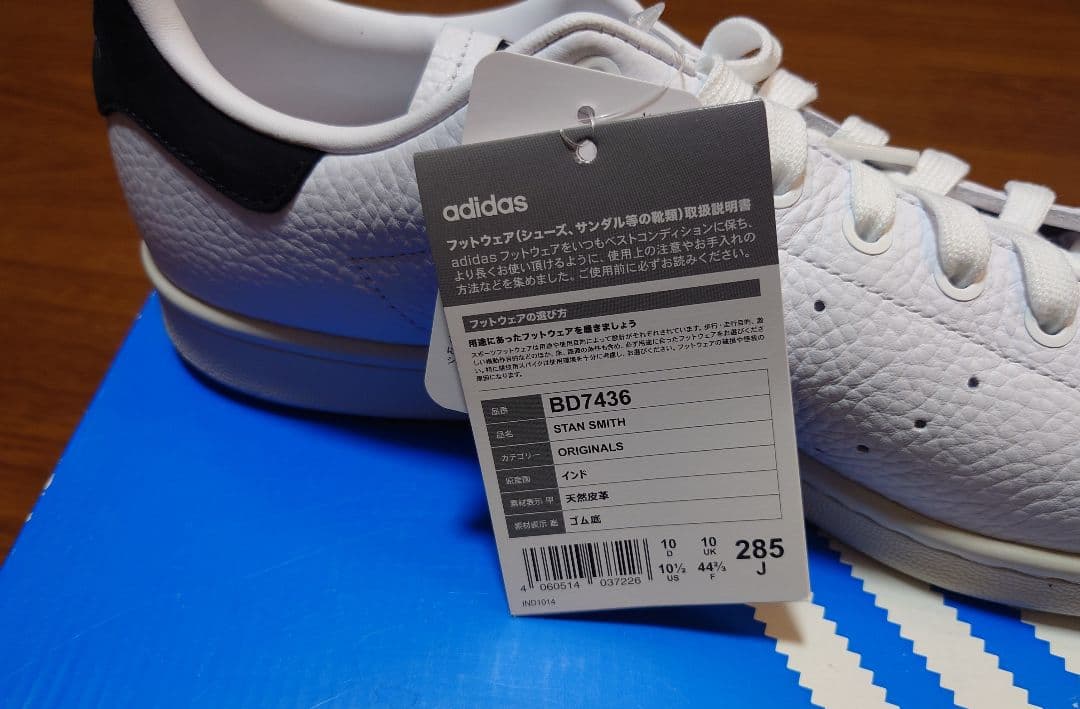 adidas
フットウェア(シューズ、サンダル等の靴類)取扱説明書
adidas フットウェアをいつもベストコンディションに保ち、
より長くお使い頂けるように、使用上の注意やお手入れの
方法などを集めました。ご使用前に必ずお読みください。
フットウェアの選び方
用途にあったフットウェアを履きましょう
品番 BD7436
品名 STAN SMITH
カテゴリー ORIGINALS
原産国 インド
素材表示 甲 天然皮革
素材表示 底 ゴム底
10 10 285
D UK J
10½ 44⅔
US F
4 060514 037226
IND1014